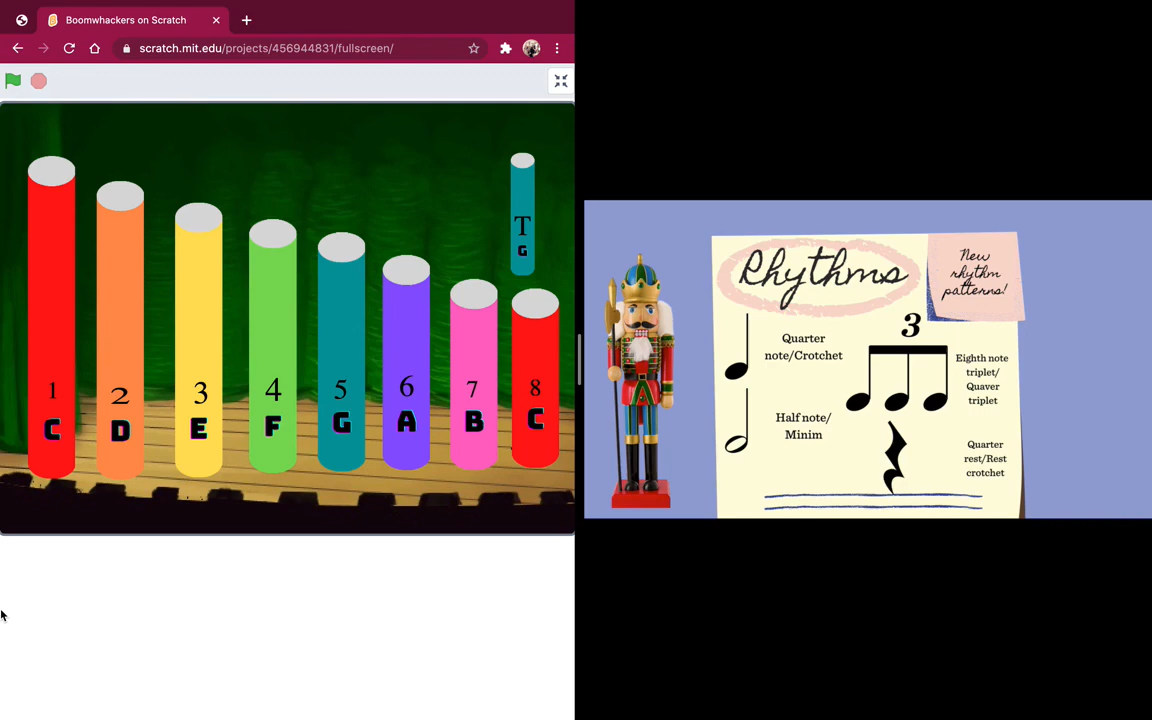 Boomwhackers on Scratch
scratch.mit.edu/projects/456944831/fullscreen/
T
G
1
C
2
D
3
E
4
F
5
G
6
A
7
B
8
C
Rhythms
New
rhythm
patterns!
Quarter
note/Crotchet
3
Eighth note
triplet/
Quaver
triplet
Half note/
Minim
Quarter
rest/Rest
crotchet